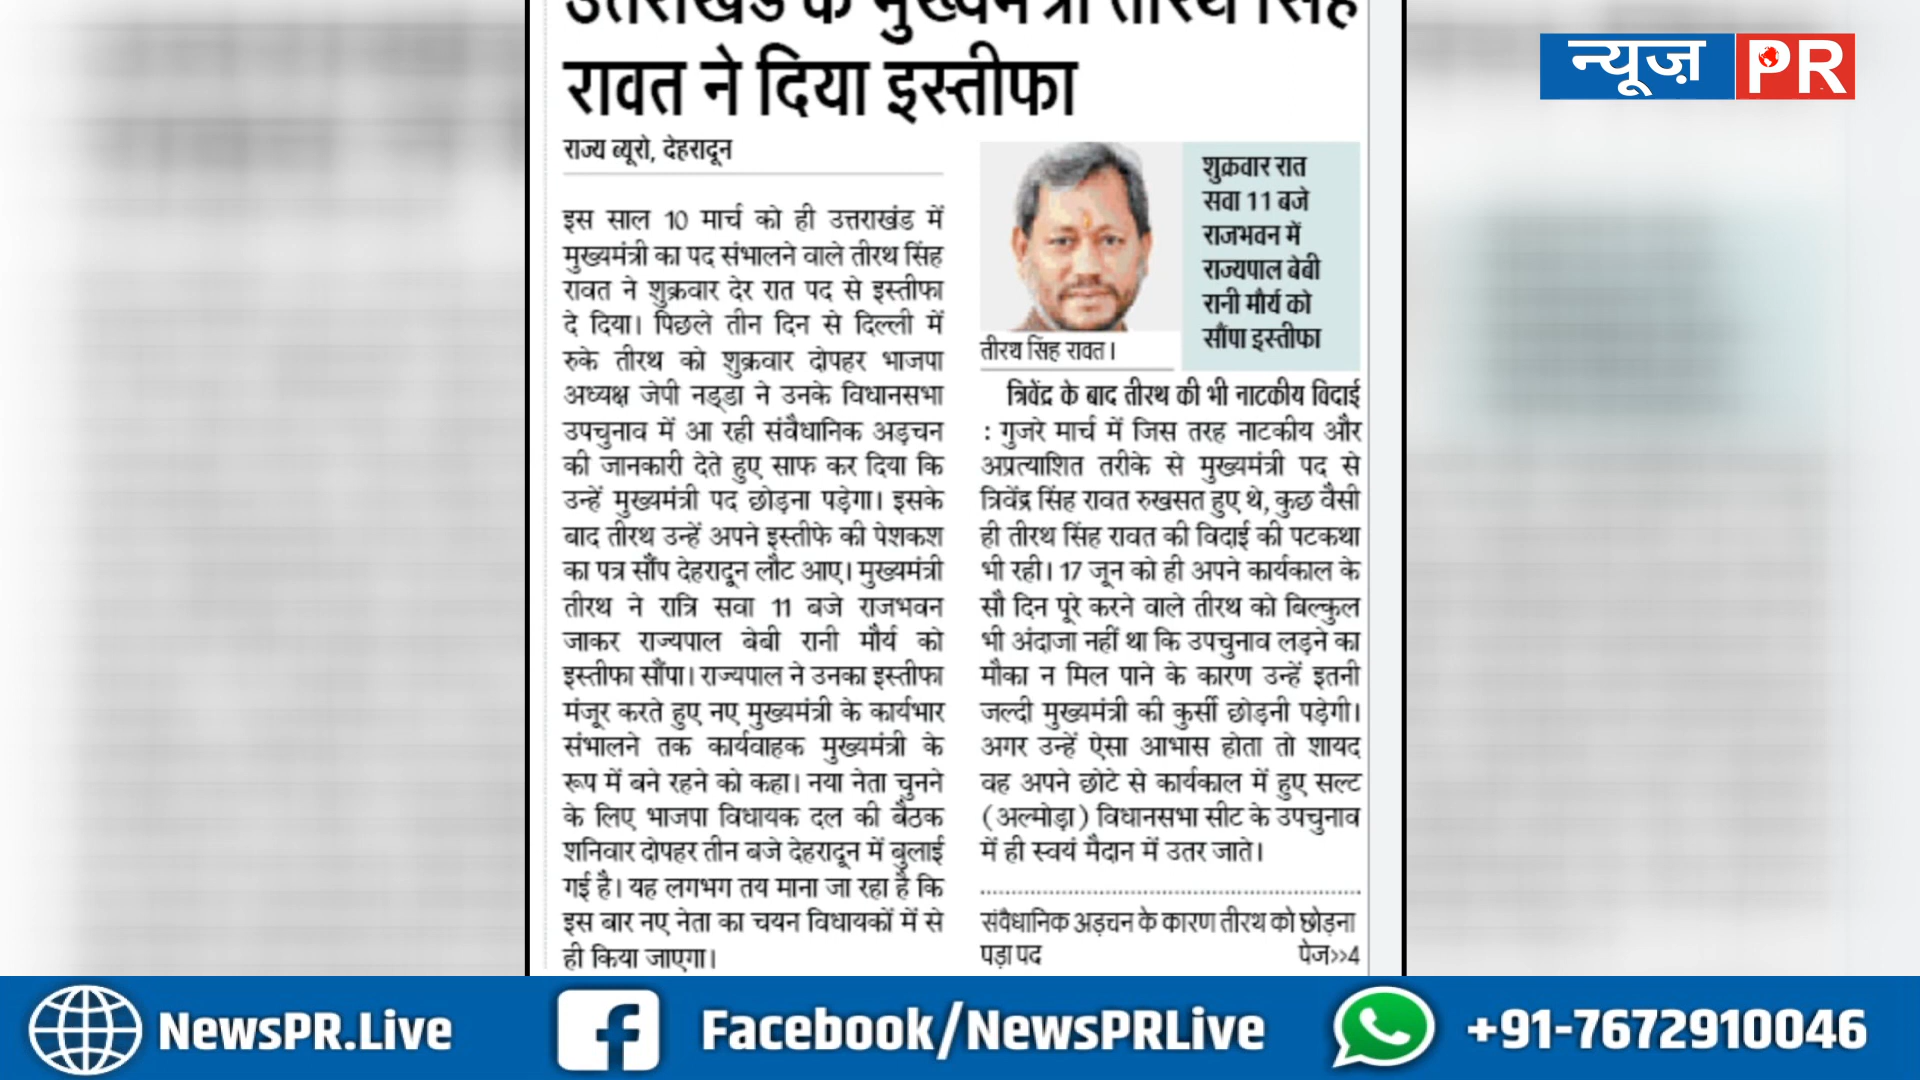 उत्तराखंड के मुख्यमंत्री तीरथ सिंह
रावत ने दिया इस्तीफा
न्यूज़ PR
राज्य ब्यूरो, देहरादून
इस साल 10 मार्च को ही उत्तराखंड में
मुख्यमंत्री का पद संभालने वाले तीरथ सिंह
रावत ने शुक्रवार देर रात पद से इस्तीफा
दे दिया। पिछले तीन दिन से दिल्ली में
रुके तीरथ को शुक्रवार दोपहर भाजपा
अध्यक्ष जेपी नड्डा ने उनके विधानसभा
उपचुनाव में आ रही संवैधानिक अड़चन
की जानकारी देते हुए साफ कर दिया कि
उन्हें मुख्यमंत्री पद छोड़ना पड़ेगा। इसके
बाद तीरथ उन्हें अपने इस्तीफे की पेशकश
का पत्र सौंप देहरादून लौट आए। मुख्यमंत्री
तीरथ ने रात्रि सवा 11 बजे राजभवन
जाकर राज्यपाल बेबी रानी मौर्य को
इस्तीफा सौंपा। राज्यपाल ने उनका इस्तीफा
मंजूर करते हुए नए मुख्यमंत्री के कार्यभार
संभालने तक कार्यवाहक मुख्यमंत्री के
रूप में बने रहने को कहा। नया नेता चुनने
के लिए भाजपा विधायक दल की बैठक
शनिवार दोपहर तीन बजे देहरादून में बुलाई
गई है। यह लगभग तय माना जा रहा है कि
इस बार नए नेता का चयन विधायकों में से
ही किया जाएगा।
तीरथ सिंह रावत।
शुक्रवार रात
सवा 11 बजे
राजभवन में
राज्यपाल बेबी
रानी मौर्य को
सौंपा इस्तीफा
त्रिवेंद्र के बाद तीरथ की भी नाटकीय विदाई
: गुजरे मार्च में जिस तरह नाटकीय और
अप्रत्याशित तरीके से मुख्यमंत्री पद से
त्रिवेंद्र सिंह रावत रुखसत हुए थे, कुछ वैसी
ही तीरथ सिंह रावत की विदाई की पटकथा
भी रही। 17 जून को ही अपने कार्यकाल के
सौ दिन पूरे करने वाले तीरथ को बिल्कुल
भी अंदाजा नहीं था कि उपचुनाव लड़ने का
मौका न मिल पाने के कारण उन्हें इतनी
जल्दी मुख्यमंत्री की कुर्सी छोड़नी पड़ेगी।
अगर उन्हें ऐसा आभास होता तो शायद
वह अपने छोटे से कार्यकाल में हुए सल्ट
(अल्मोड़ा) विधानसभा सीट के उपचुनाव
में ही स्वयं मैदान में उतर जाते।
संवैधानिक अड़चन के कारण तीरथ को छोड़ना
पड़ा पद पेज>>4
NewsPR.Live Facebook/NewsPRLive +91-7672910046